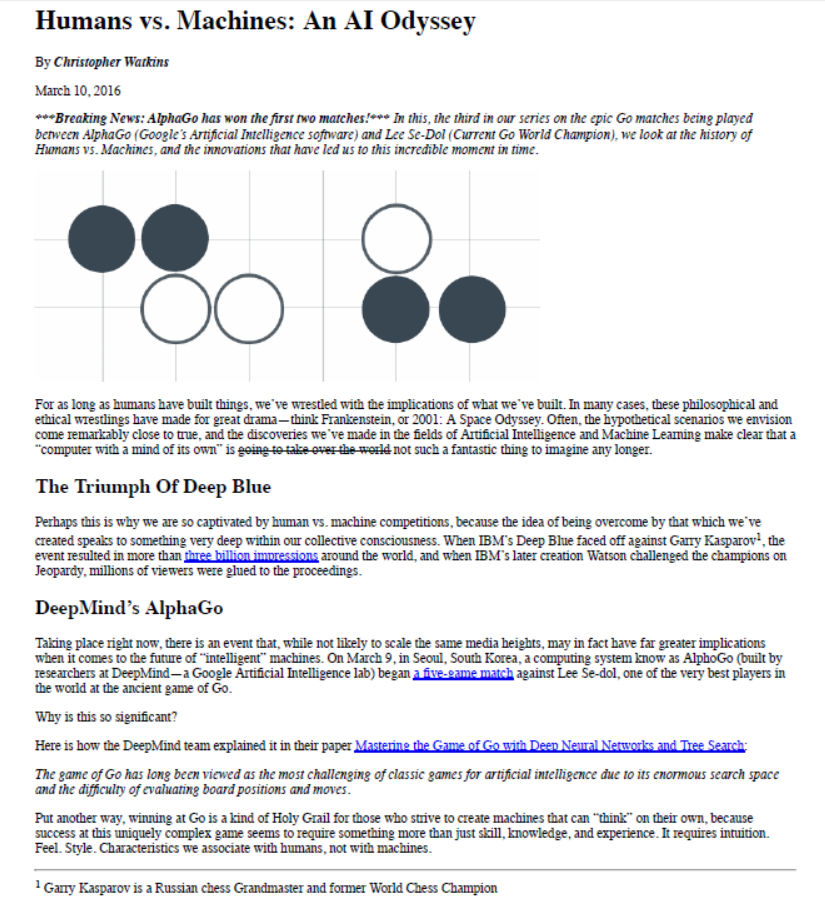 Humans vs. Machines: An AI Odyssey
By Christopher Watkins
March 10, 2016
***Breaking News: AlphaGo has won the first two matches!*** In this, the third in our series on the epic Go matches being played
between AlphaGo (Google's Artificial Intelligence software) and Lee Se-Dol (Current Go World Champion), we look at the history of
Humans vs. Machines, and the innovations that have led us to this incredible moment in time.
For as long as humans have built things, we've wrestled with the implications of what we've built. In many cases, these philosophical and
ethical wrestlings have made for great drama—think Frankenstein, or 2001: A Space Odyssey. Often, the hypothetical scenarios we envision
come remarkably close to true, and the discoveries we've made in the fields of Artificial Intelligence and Machine Learning make clear that a
“computer with a mind of its own” is going to take over the world not such a fantastic thing to imagine any longer.
The Triumph Of Deep Blue
Perhaps this is why we are so captivated by human vs. machine competitions, because the idea of being overcome by that which we've
created speaks to something very deep within our collective consciousness. When IBM's Deep Blue faced off against Garry Kasparov1, the
event resulted in more than three billion impressions around the world, and when IBM's later creation Watson challenged the champions on
Jeopardy, millions of viewers were glued to the proceedings.
DeepMind's AlphaGo
Taking place right now, there is an event that, while not likely to scale the same media heights, may in fact have far greater implications
when it comes to the future of “intelligent” machines. On March 9, in Seoul, South Korea, a computing system know as AlphoGo (built by
researchers at DeepMind—a Google Artificial Intelligence lab) began a five-game match against Lee Se-dol, one of the very best players in
the world at the ancient game of Go.
Why is this so significant?
Here is how the DeepMind team explained it in their paper Mastering the Game of Go with Deep Neural Networks and Tree Search:
The game of Go has long been viewed as the most challenging of classic games for artificial intelligence due to its enormous search space
and the difficulty of evaluating board positions and moves.
Put another way, winning at Go is a kind of Holy Grail for those who strive to create machines that can “think” on their own, because
success at this uniquely complex game seems to require something more than just skill, knowledge, and experience. It requires intuition.
Feel. Style. Characteristics we associate with humans, not with machines.
1 Garry Kasparov is a Russian chess Grandmaster and former World Chess Champion